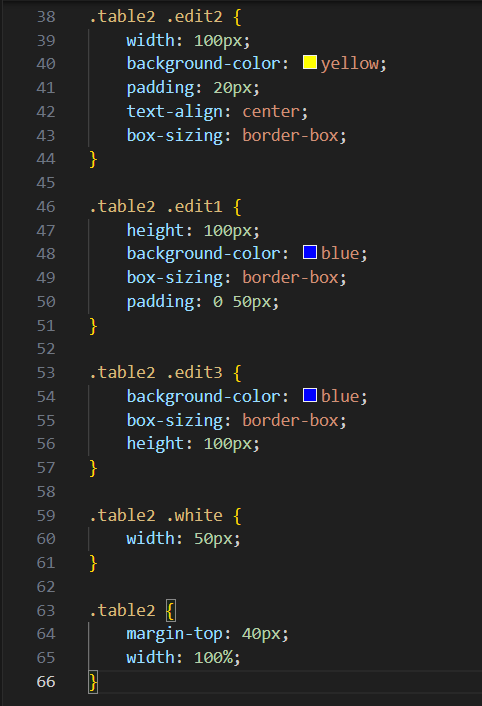 38 .table2 .edit2 {
39     width: 100px;
40     background-color: yellow;
41     padding: 20px;
42     text-align: center;
43     box-sizing: border-box;
44 }
45
46 .table2 .edit1 {
47     height: 100px;
48     background-color: blue;
49     box-sizing: border-box;
50     padding: 0 50px;
51 }
52
53 .table2 .edit3 {
54     background-color: blue;
55     box-sizing: border-box;
56     height: 100px;
57 }
58
59 .table2 .white {
60     width: 50px;
61 }
62
63 .table2 {
64     margin-top: 40px;
65     width: 100%;
66 }